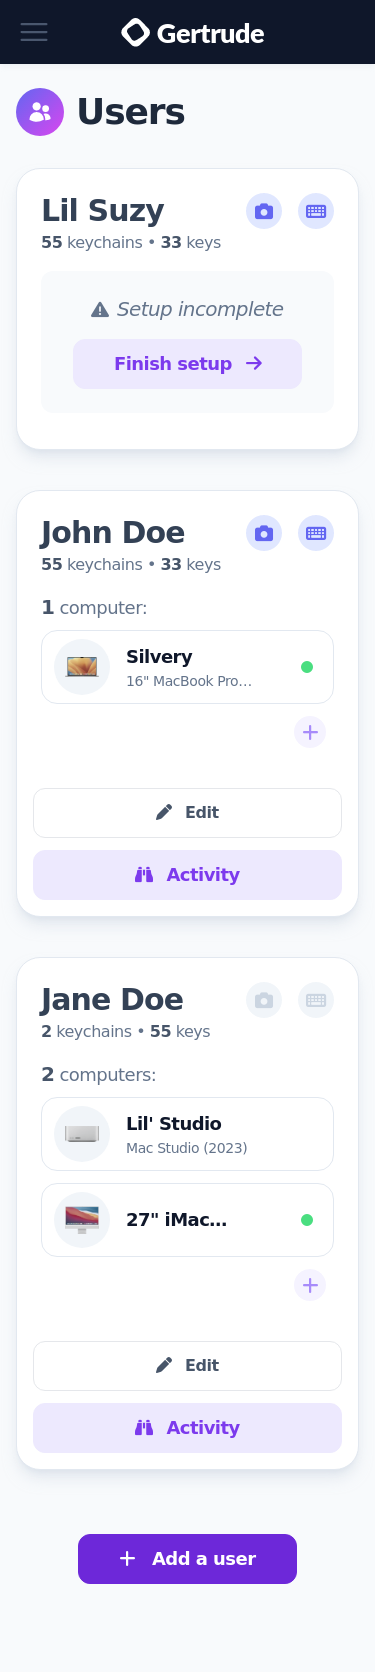 Gertrude
Users
Lil Suzy
55 keychains • 33 keys
Setup incomplete
Finish setup →
John Doe
55 keychains • 33 keys
1 computer:
Silvery
16" MacBook Pro...
Edit
Activity
Jane Doe
2 keychains • 55 keys
2 computers:
Lil' Studio
Mac Studio (2023)
27" iMac...
Edit
Activity
+ Add a user